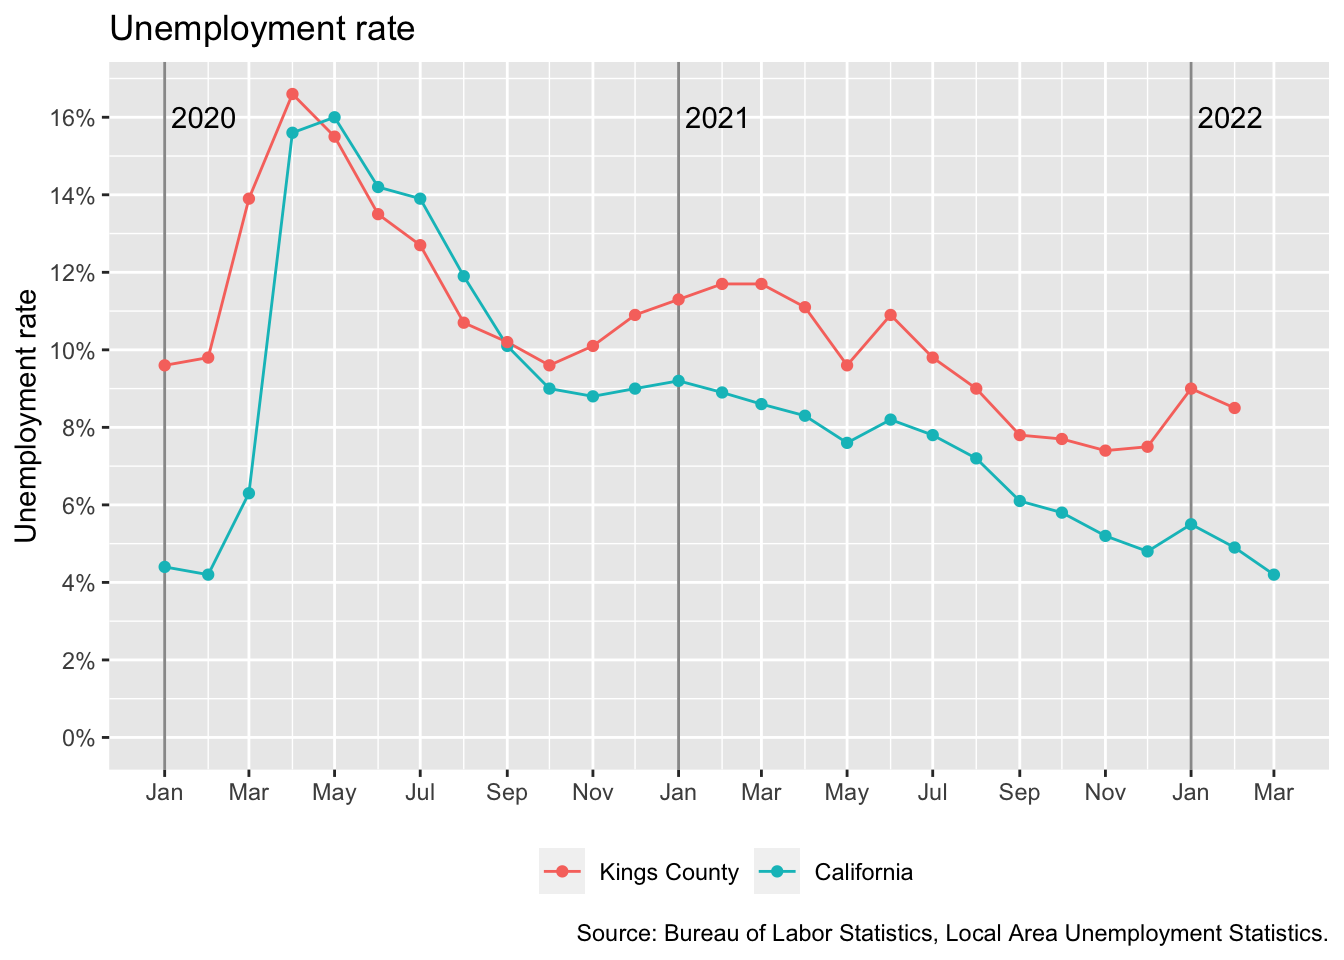 Unemployment rate
Unemployment rate
16%
14%
12%
10%
8%
6%
4%
2%
0%
2020
2021
2022
Jan Mar May Jul Sep Nov Jan Mar May Jul Sep Nov Jan Mar
Kings County California
Source: Bureau of Labor Statistics, Local Area Unemployment Statistics.